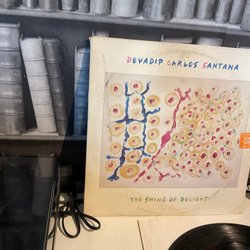 DEVADIP CARLOS SANTANA
THE SWING OF DELIGHT